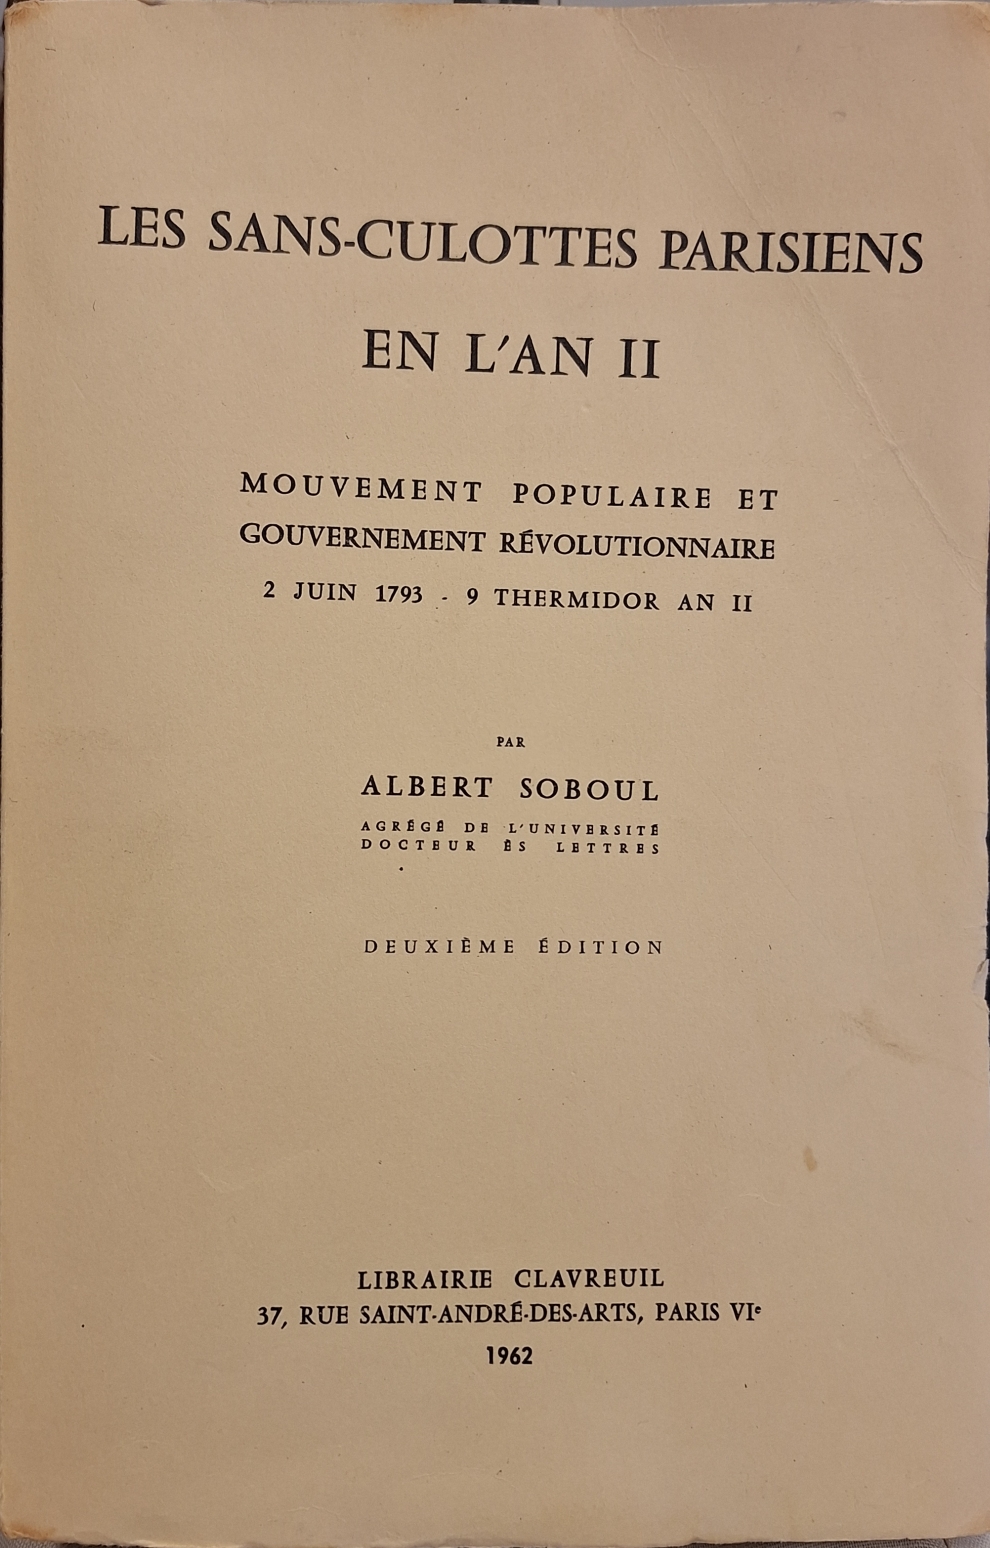 LES SANS-CULOTTES PARISIENS
EN L'AN II
MOUVEMENT POPULAIRE ET
GOUVERNEMENT RÉVOLUTIONNAIRE
2 JUIN 1793 - 9 THERMIDOR AN II
PAR
ALBERT SOBOUL
AGRÉGÉ DE L'UNIVERSITÉ
DOCTEUR ÈS LETTRES
DEUXIÈME ÉDITION
LIBRAIRIE CLAVREUIL
37, RUE SAINT-ANDRÉ-DES-ARTS, PARIS VIe
1962